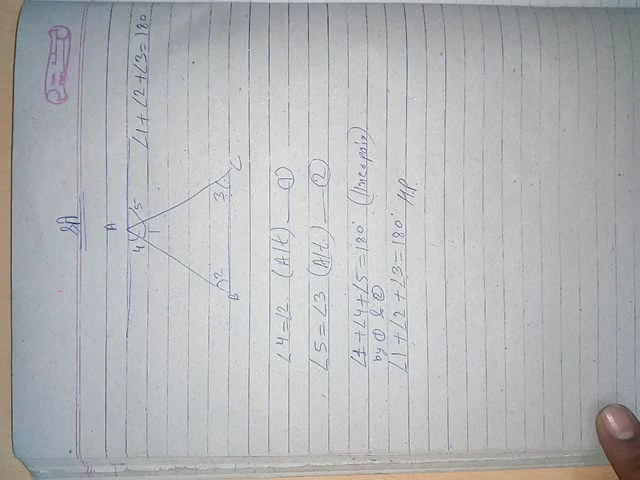 A
∠1+∠2+∠3=180
4 5
1
2 3
B C
∠4=∠2 (Alt) — ①
∠5=∠3 (Alt.) — ②
∠1+∠4+∠5=180° (linear pair)
by ① & ②
∠1+∠2+∠3=180° H.P.